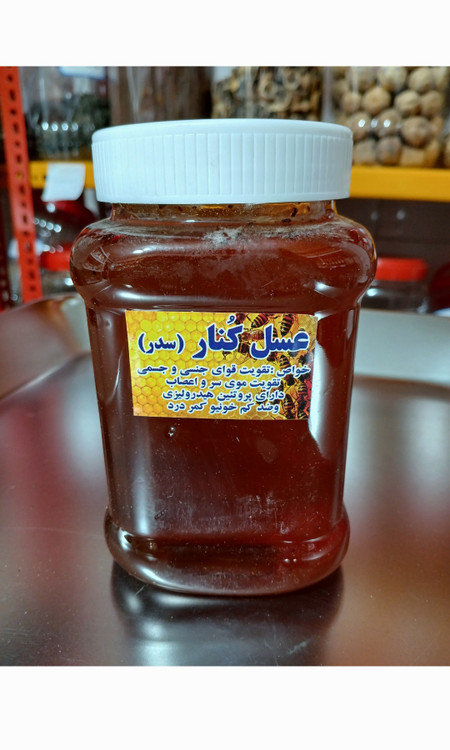 عسل کُنار (سدر)
خواص :تقویت قوای جنسی و جسمی
تقویت موی سر و اعصاب
دارای پروتئین هیدرولیزی
وضد کم خونیو کمر درد